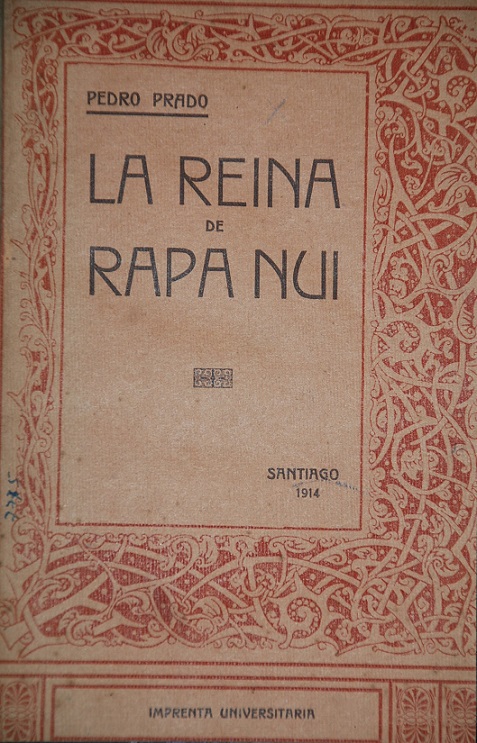 PEDRO PRADO
LA REINA
DE
RAPA NUI
SANTIAGO
1914
IMPRENTA UNIVERSITARIA